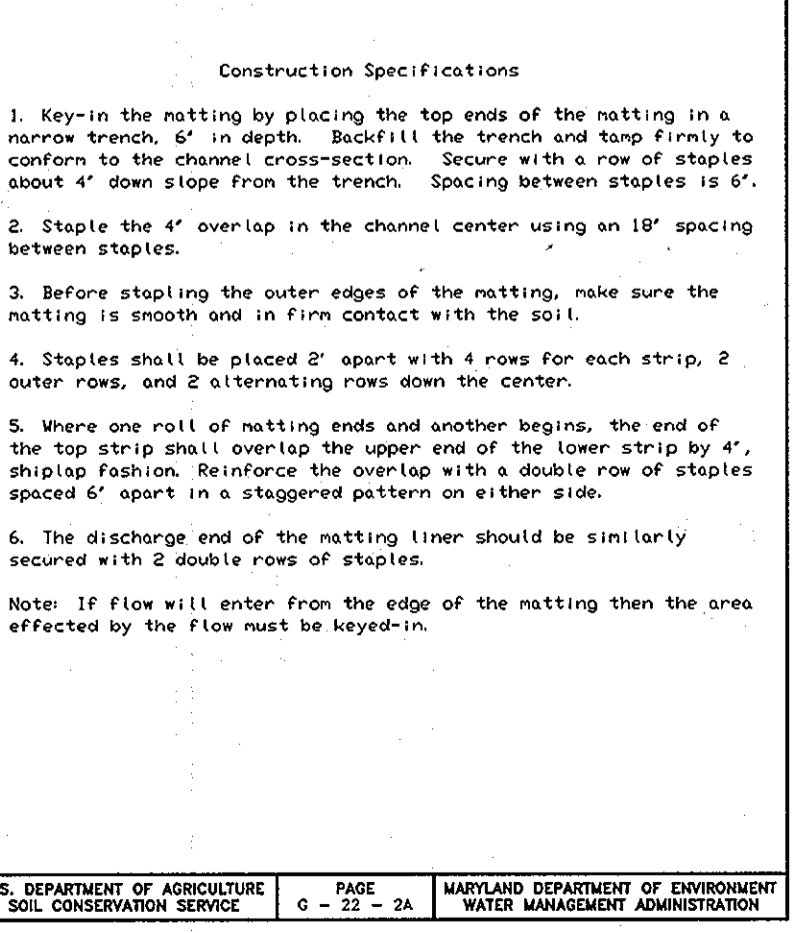 Construction Specifications
1. Key-in the matting by placing the top ends of the matting in a
narrow trench, 6" in depth. Backfill the trench and tamp firmly to
conform to the channel cross-section. Secure with a row of staples
about 4" down slope from the trench. Spacing between staples is 6".
2. Staple the 4" overlap in the channel center using an 18" spacing
between staples.
3. Before stapling the outer edges of the matting, make sure the
matting is smooth and in firm contact with the soil.
4. Staples shall be placed 2' apart with 4 rows for each strip, 2
outer rows, and 2 alternating rows down the center.
5. Where one roll of matting ends and another begins, the end of
the top strip shall overlap the upper end of the lower strip by 4",
shiplap fashion. Reinforce the overlap with a double row of staples
spaced 6" apart in a staggered pattern on either side.
6. The discharge end of the matting liner should be similarly
secured with 2 double rows of staples.
Note: If flow will enter from the edge of the matting then the area
effected by the flow must be keyed-in.
S. DEPARTMENT OF AGRICULTURE
SOIL CONSERVATION SERVICE
PAGE
G - 22 - 2A
MARYLAND DEPARTMENT OF ENVIRONMENT
WATER MANAGEMENT ADMINISTRATION